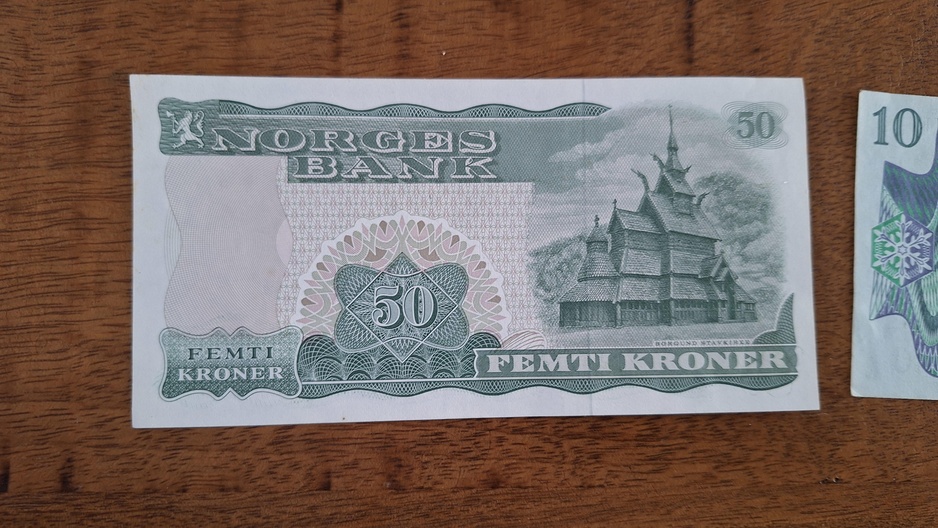 NORGES
BANK
50
10
50
BORGUND STAVKIRKE
FEMTI
KRONER
FEMTI KRONER